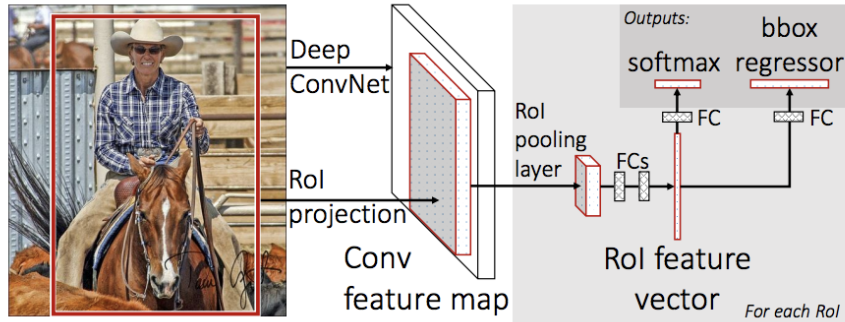 Deep
ConvNet
RoI
projection
Conv
feature map
RoI
pooling
layer
FCs
RoI feature
vector
For each RoI
Outputs:
softmax
bbox
regressor
FC
FC